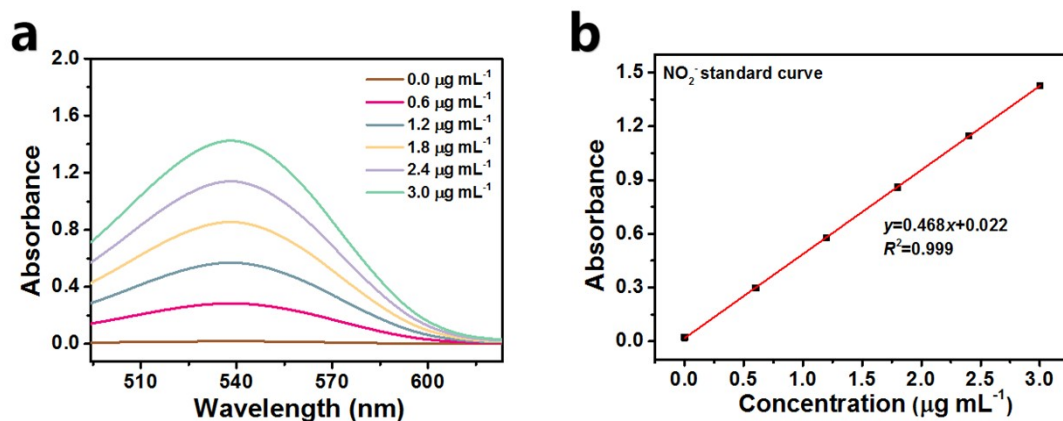 a
2.0
1.6
1.2
0.8
0.4
0.0
Absorbance
510
540
570
600
Wavelength (nm)
0.0 μg mL⁻¹
0.6 μg mL⁻¹
1.2 μg mL⁻¹
1.8 μg mL⁻¹
2.4 μg mL⁻¹
3.0 μg mL⁻¹
b
1.5
1.2
0.9
0.6
0.3
0.0
Absorbance
NO₂⁻ standard curve
y=0.468x+0.022
R²=0.999
0.0
0.5
1.0
1.5
2.0
2.5
3.0
Concentration (μg mL⁻¹)